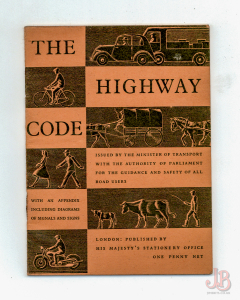 THE
HIGHWAY
CODE
ISSUED BY THE MINISTER OF TRANSPORT
WITH THE AUTHORITY OF PARLIAMENT
FOR THE GUIDANCE AND SAFETY OF ALL
ROAD USERS
WITH AN APPENDIX
INCLUDING DIAGRAMS
OF SIGNALS AND SIGNS
LONDON: PUBLISHED BY
HIS MAJESTY'S STATIONERY OFFICE
ONE PENNY NET
JB